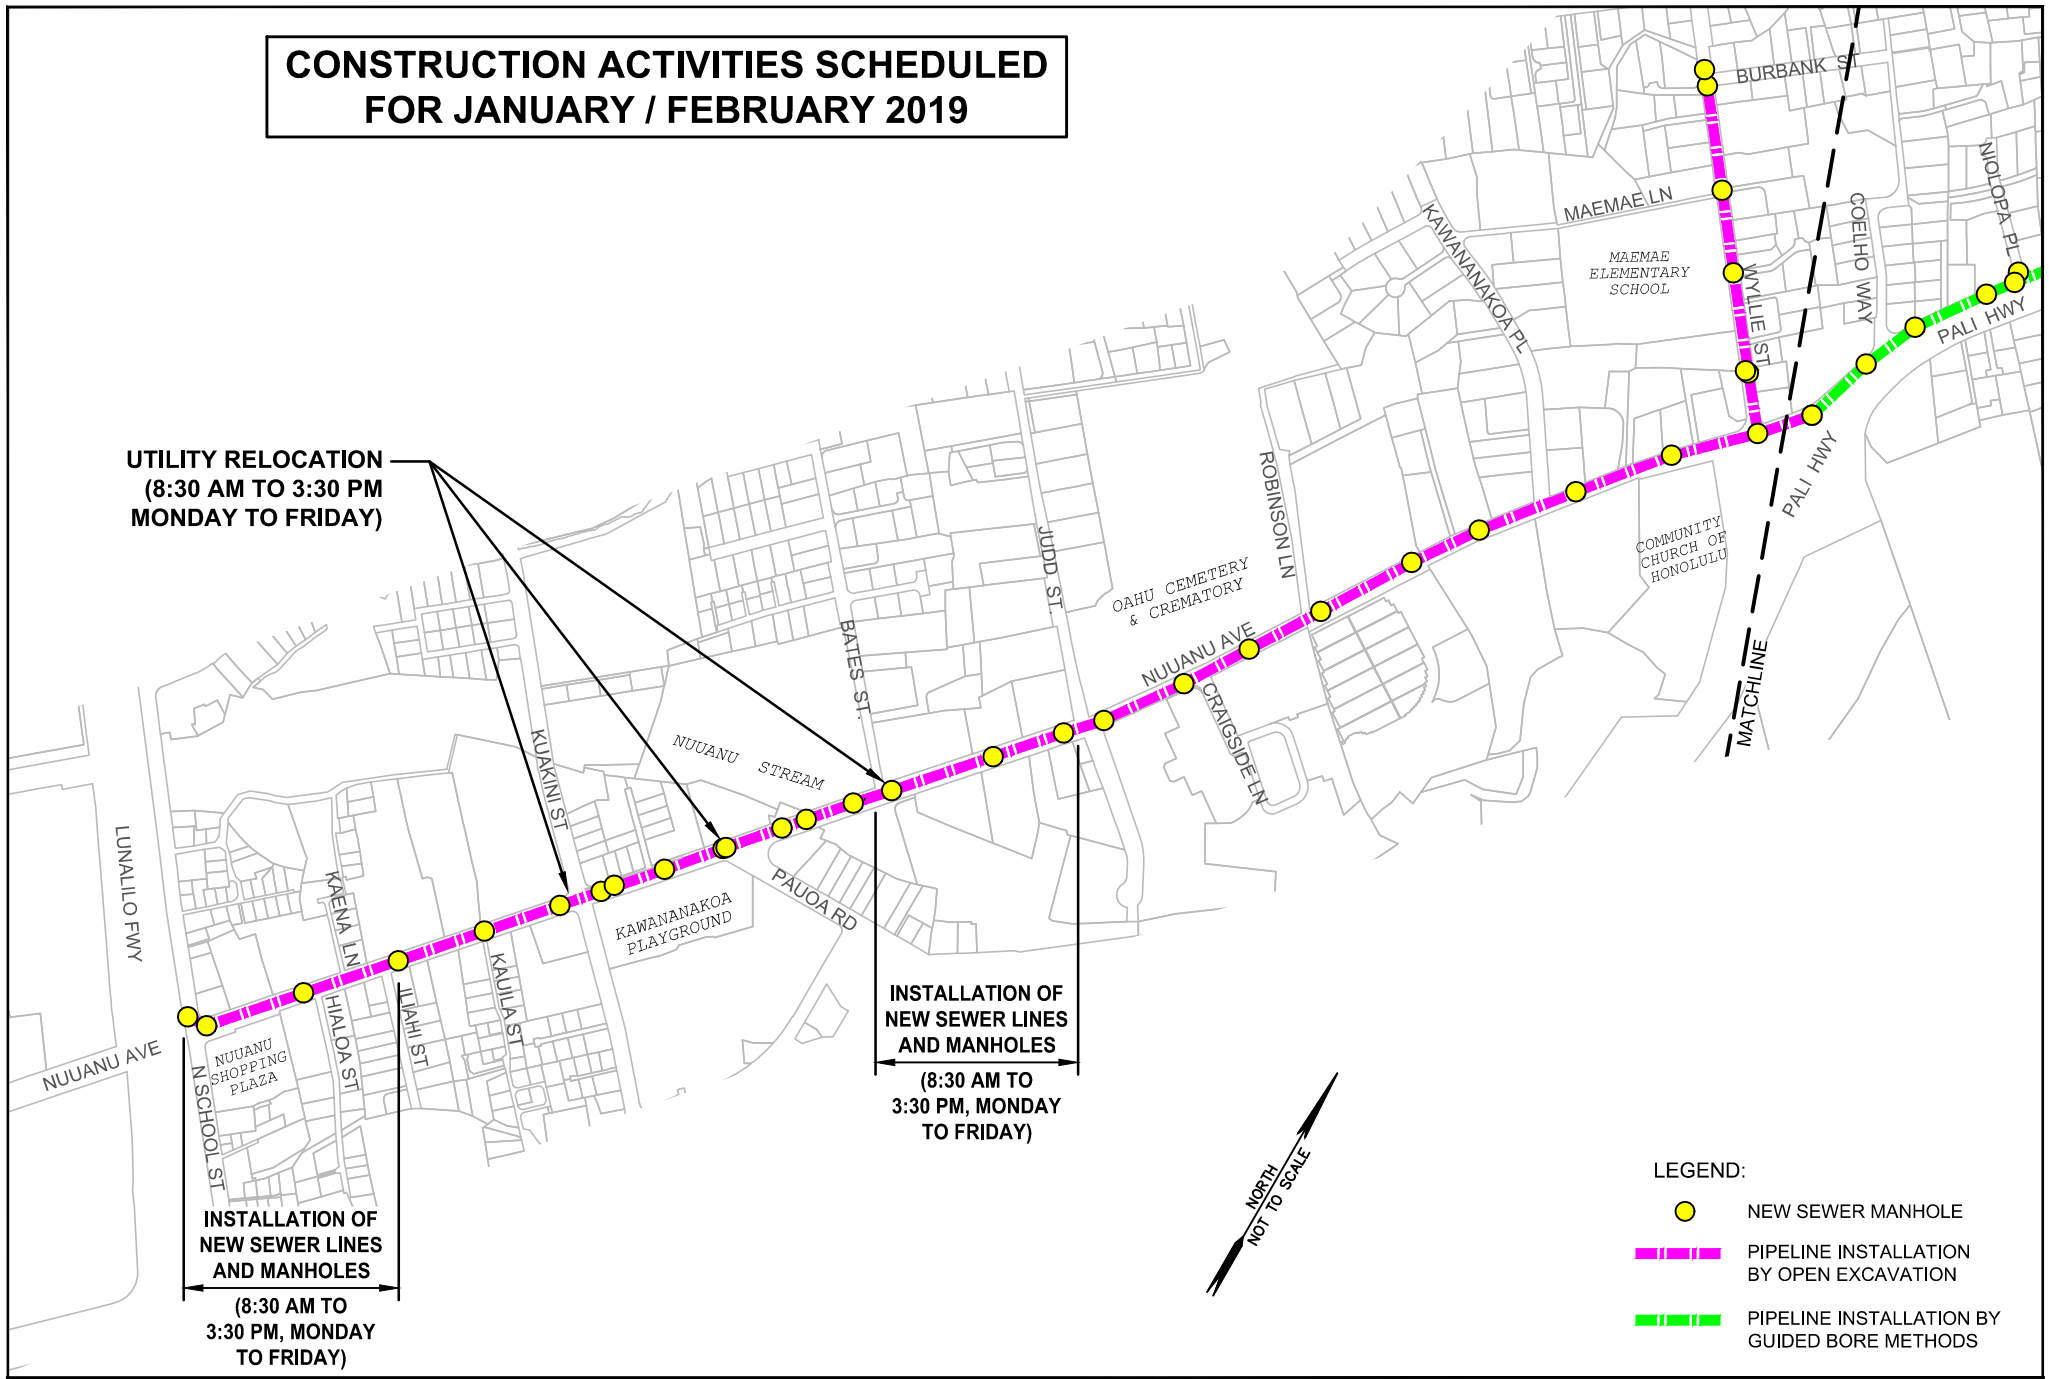 CONSTRUCTION ACTIVITIES SCHEDULED
FOR JANUARY / FEBRUARY 2019
BURBANK ST
NIOLOPA PL
MAEMAE LN
COELHO WAY
KAWANANAKOA PL
MAEMAE
ELEMENTARY
SCHOOL
WYLLIE ST
PALI HWY
PALI HWY
UTILITY RELOCATION
(8:30 AM TO 3:30 PM
MONDAY TO FRIDAY)
ROBINSON LN
JUDD ST.
COMMUNITY
CHURCH OF
HONOLULU
OAHU CEMETERY
& CREMATORY
BATES ST.
NUUANU AVE
MATCHLINE
CRAIGSIDE LN
KUAKINI ST
NUUANU STREAM
LUNALILO FWY
KAENA LN
PAUOA RD
KAWANANAKOA
PLAYGROUND
KAUILA ST
ILIAHI ST
HIALOA ST
INSTALLATION OF
NEW SEWER LINES
AND MANHOLES
(8:30 AM TO
3:30 PM, MONDAY
TO FRIDAY)
NUUANU AVE
NUUANU
SHOPPING
PLAZA
N SCHOOL ST
INSTALLATION OF
NEW SEWER LINES
AND MANHOLES
(8:30 AM TO
3:30 PM, MONDAY
TO FRIDAY)
NORTH
NOT TO SCALE
LEGEND:
NEW SEWER MANHOLE
PIPELINE INSTALLATION
BY OPEN EXCAVATION
PIPELINE INSTALLATION BY
GUIDED BORE METHODS